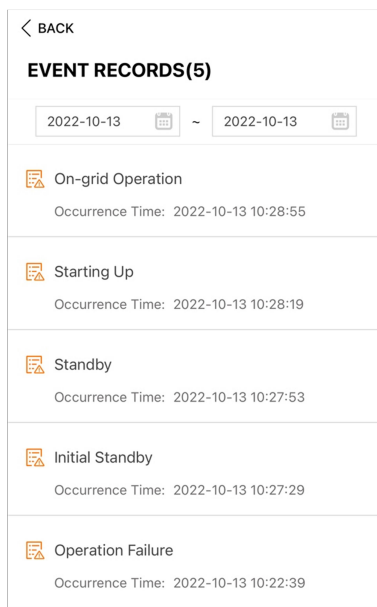 BACK
EVENT RECORDS(5)
2022-10-13 ~ 2022-10-13
On-grid Operation
Occurrence Time: 2022-10-13 10:28:55
Starting Up
Occurrence Time: 2022-10-13 10:28:19
Standby
Occurrence Time: 2022-10-13 10:27:53
Initial Standby
Occurrence Time: 2022-10-13 10:27:29
Operation Failure
Occurrence Time: 2022-10-13 10:22:39